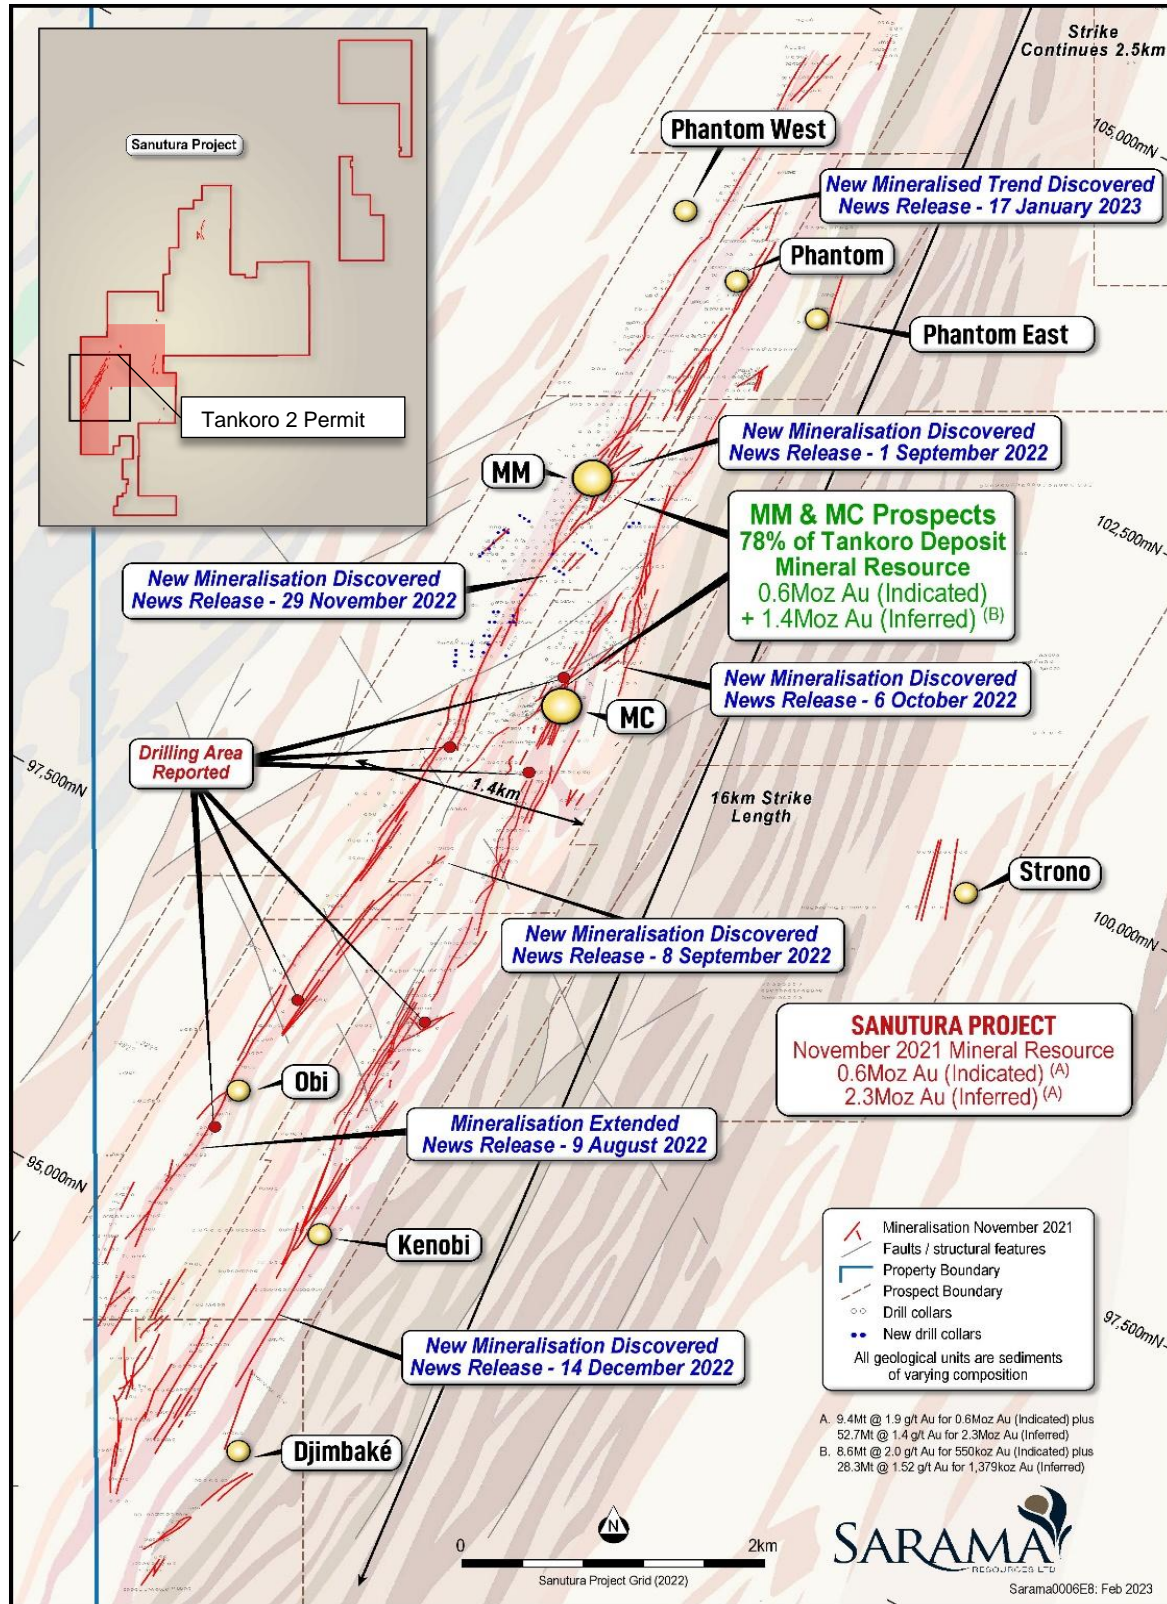 Strike
Continues 2.5km
Sanutura Project
Tankoro 2 Permit
Phantom West
105,000mN
New Mineralised Trend Discovered
News Release - 17 January 2023
Phantom
Phantom East
New Mineralisation Discovered
News Release - 1 September 2022
MM
MM & MC Prospects
78% of Tankoro Deposit
Mineral Resource
0.6Moz Au (Indicated)
+ 1.4Moz Au (Inferred) (B)
102,500mN
New Mineralisation Discovered
News Release - 29 November 2022
New Mineralisation Discovered
News Release - 6 October 2022
MC
Drilling Area
Reported
97,500mN
1.4km
16km Strike
Length
Strono
100,000mN
New Mineralisation Discovered
News Release - 8 September 2022
SANUTURA PROJECT
November 2021 Mineral Resource
0.6Moz Au (Indicated) (A)
2.3Moz Au (Inferred) (A)
Obi
Mineralisation Extended
News Release - 9 August 2022
95,000mN
Kenobi
Mineralisation November 2021
Faults / structural features
Property Boundary
Prospect Boundary
Drill collars
New drill collars
All geological units are sediments
of varying composition
97,500mN
New Mineralisation Discovered
News Release - 14 December 2022
A. 9.4Mt @ 1.9 g/t Au for 0.6Moz Au (Indicated) plus
52.7Mt @ 1.4 g/t Au for 2.3Moz Au (Inferred)
B. 8.6Mt @ 2.0 g/t Au for 550koz Au (Indicated) plus
28.3Mt @ 1.52 g/t Au for 1,379koz Au (Inferred)
Djimbaké
N
0 2km
Sanutura Project Grid (2022)
SARAMA
RESOURCES LTD
Sarama0006E8: Feb 2023